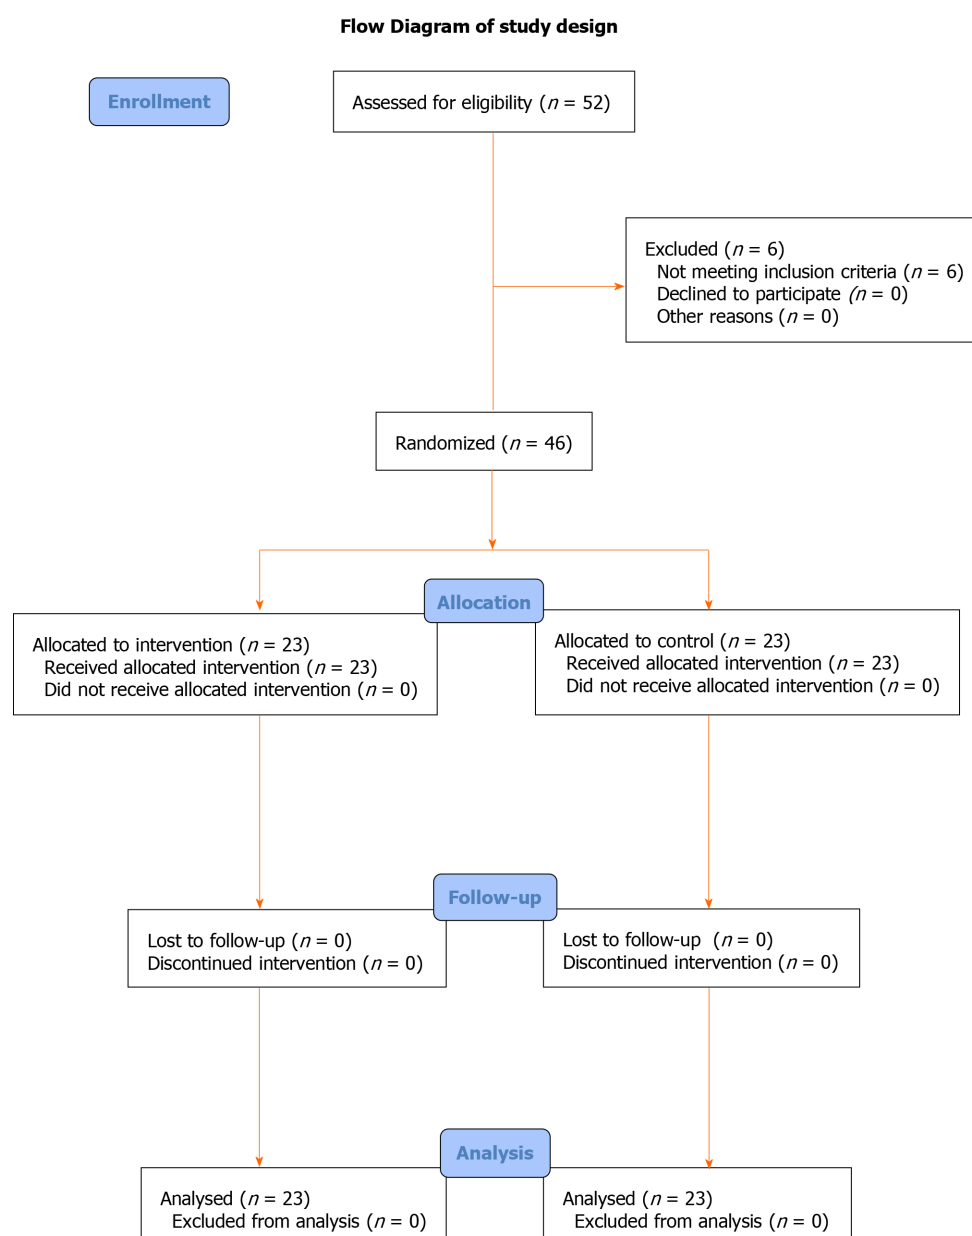 Flow Diagram of study design
Enrollment
Assessed for eligibility (n = 52)
Excluded (n = 6)
Not meeting inclusion criteria (n = 6)
Declined to participate (n = 0)
Other reasons (n = 0)
Randomized (n = 46)
Allocation
Allocated to intervention (n = 23)
Received allocated intervention (n = 23)
Did not receive allocated intervention (n = 0)
Allocated to control (n = 23)
Received allocated intervention (n = 23)
Did not receive allocated intervention (n = 0)
Follow-up
Lost to follow-up (n = 0)
Discontinued intervention (n = 0)
Lost to follow-up  (n = 0)
Discontinued intervention (n = 0)
Analysis
Analysed (n = 23)
Excluded from analysis (n = 0)
Analysed (n = 23)
Excluded from analysis (n = 0)